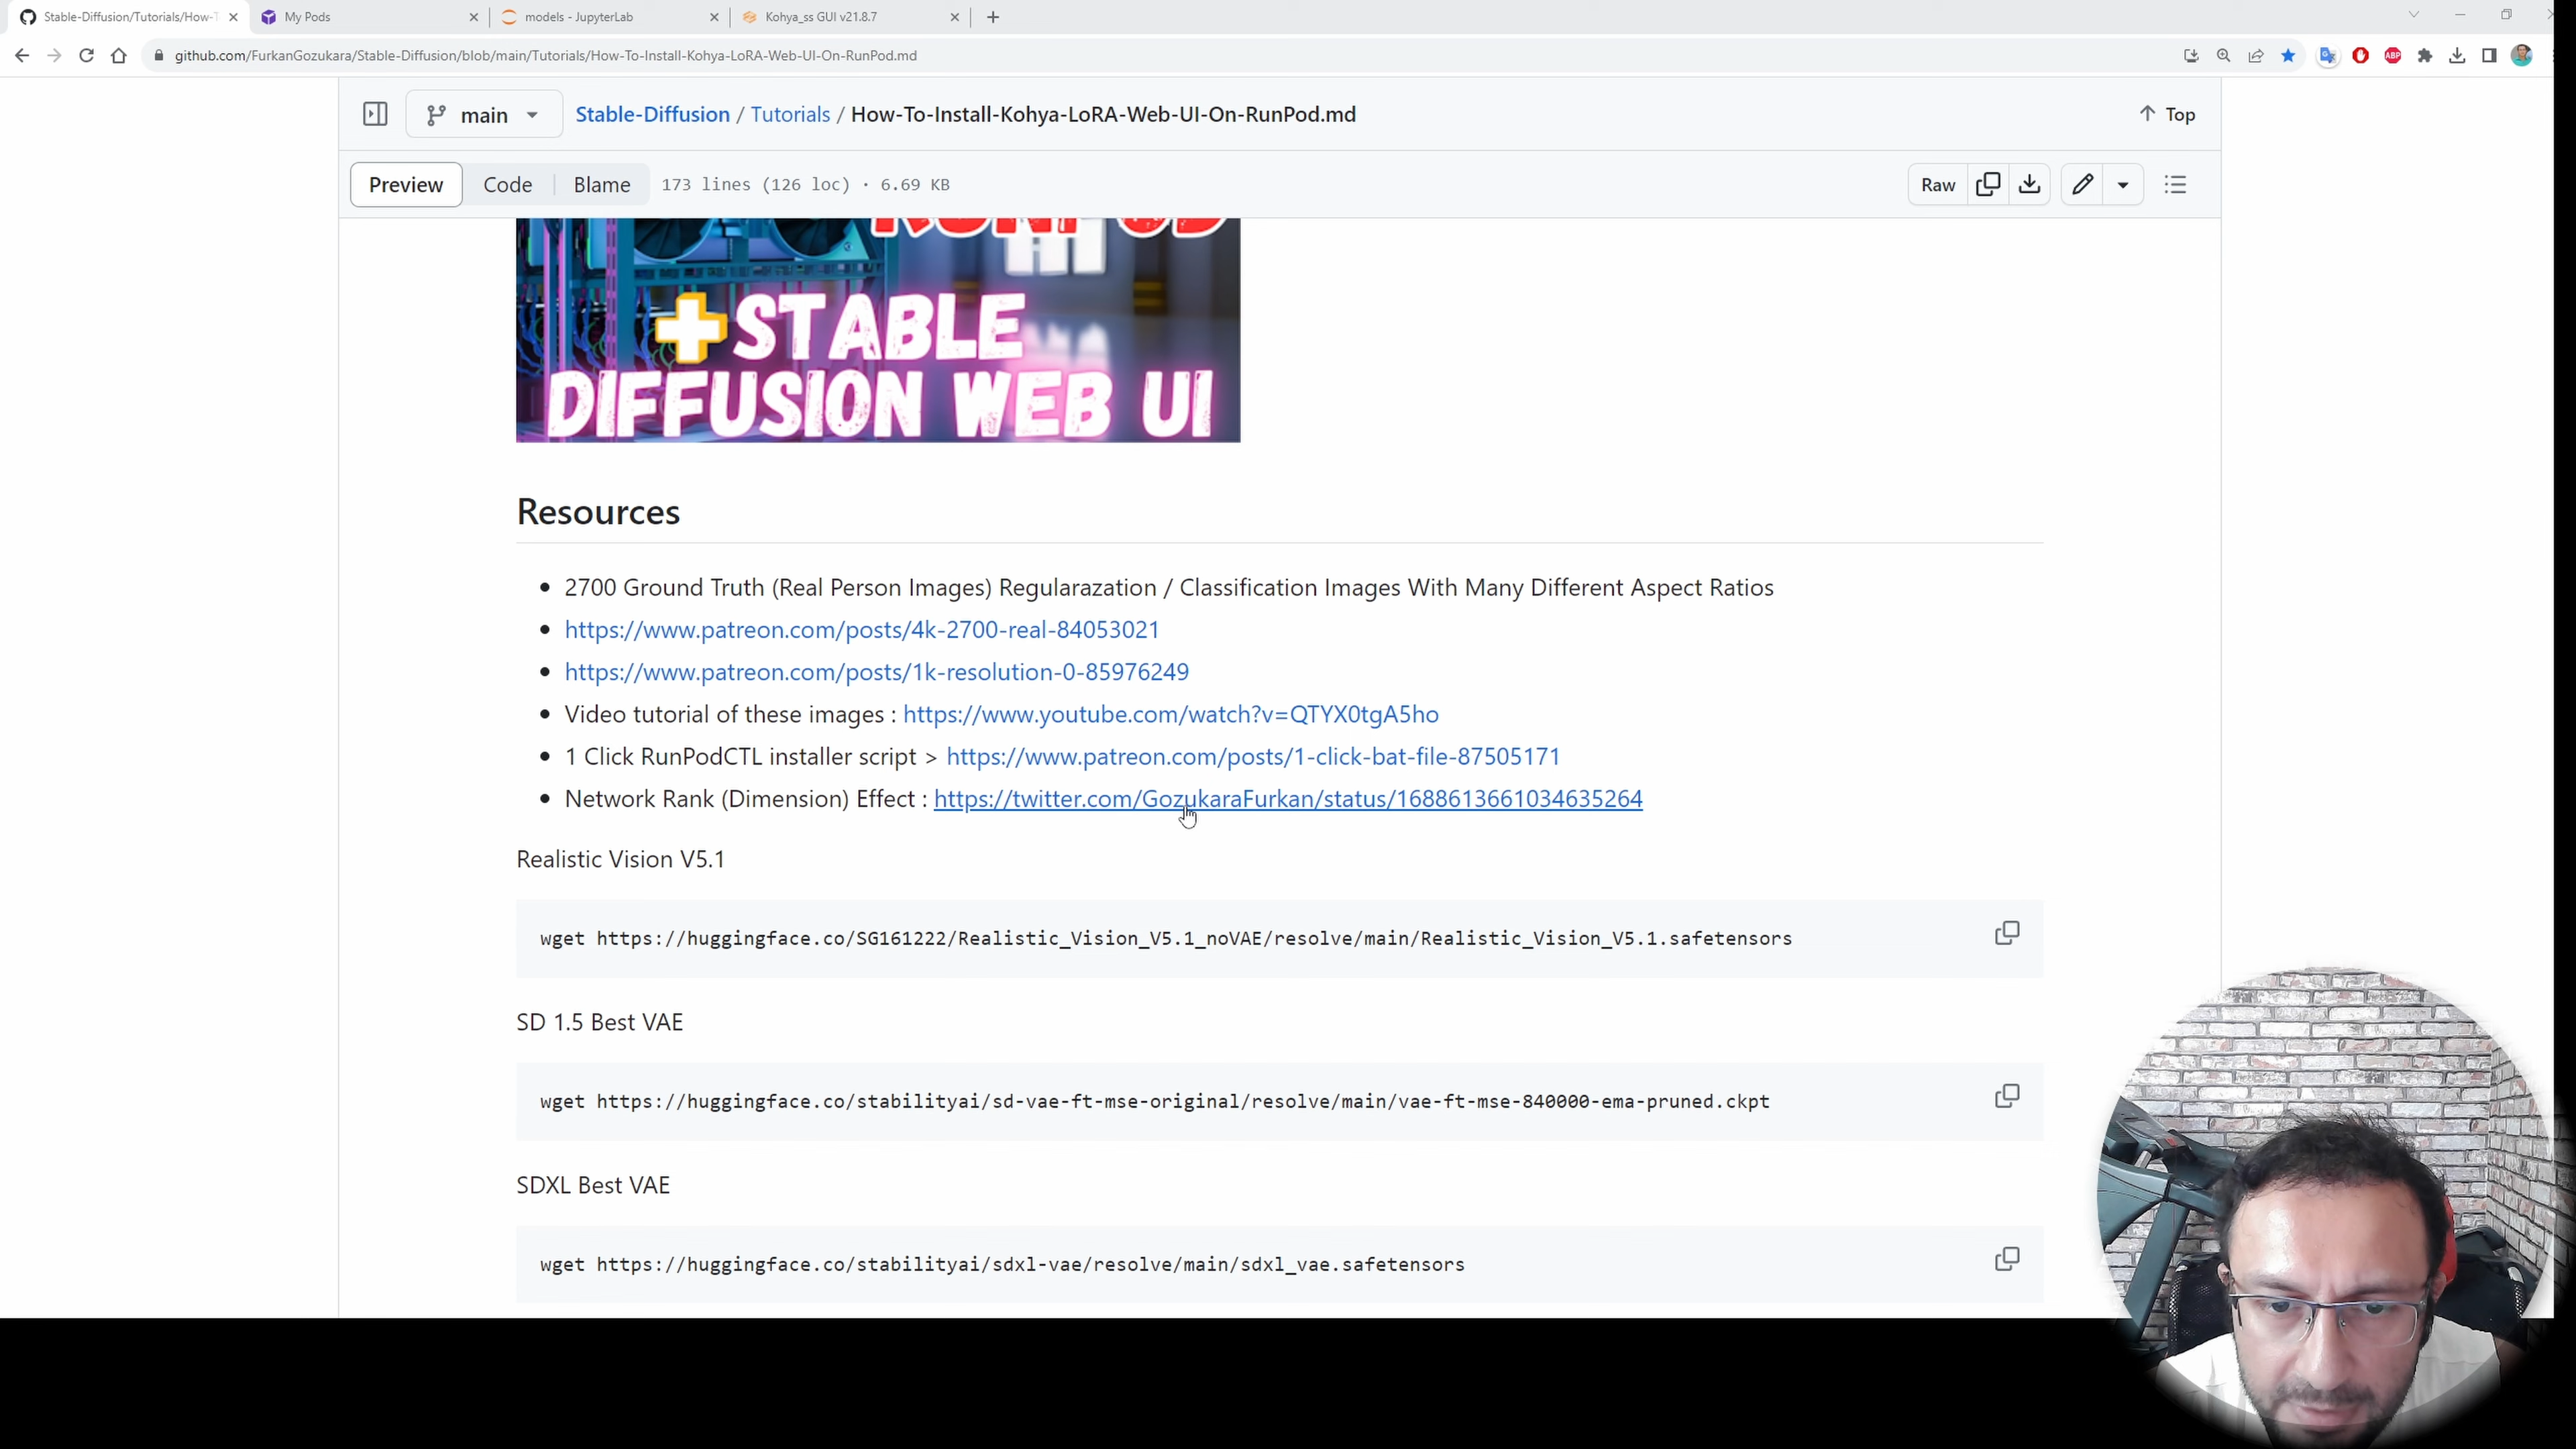 Stable-Diffusion/Tutorials/How-T
My Pods
models - JupyterLab
Kohya_ss GUI v21.8.7
github.com/FurkanGozukara/Stable-Diffusion/blob/main/Tutorials/How-To-Install-Kohya-LoRA-Web-UI-On-RunPod.md
ABP
main
Stable-Diffusion / Tutorials / How-To-Install-Kohya-LoRA-Web-UI-On-RunPod.md
Top
Preview
Code
Blame
173 lines (126 loc) · 6.69 KB
Raw
RUNPOD
+STABLE
DIFFUSION WEB UI
Resources
• 2700 Ground Truth (Real Person Images) Regularazation / Classification Images With Many Different Aspect Ratios
• https://www.patreon.com/posts/4k-2700-real-84053021
• https://www.patreon.com/posts/1k-resolution-0-85976249
• Video tutorial of these images : https://www.youtube.com/watch?v=QTYX0tgA5ho
• 1 Click RunPodCTL installer script > https://www.patreon.com/posts/1-click-bat-file-87505171
• Network Rank (Dimension) Effect : https://twitter.com/GozukaraFurkan/status/1688613661034635264
Realistic Vision V5.1
wget https://huggingface.co/SG161222/Realistic_Vision_V5.1_noVAE/resolve/main/Realistic_Vision_V5.1.safetensors
SD 1.5 Best VAE
wget https://huggingface.co/stabilityai/sd-vae-ft-mse-original/resolve/main/vae-ft-mse-840000-ema-pruned.ckpt
SDXL Best VAE
wget https://huggingface.co/stabilityai/sdxl-vae/resolve/main/sdxl_vae.safetensors